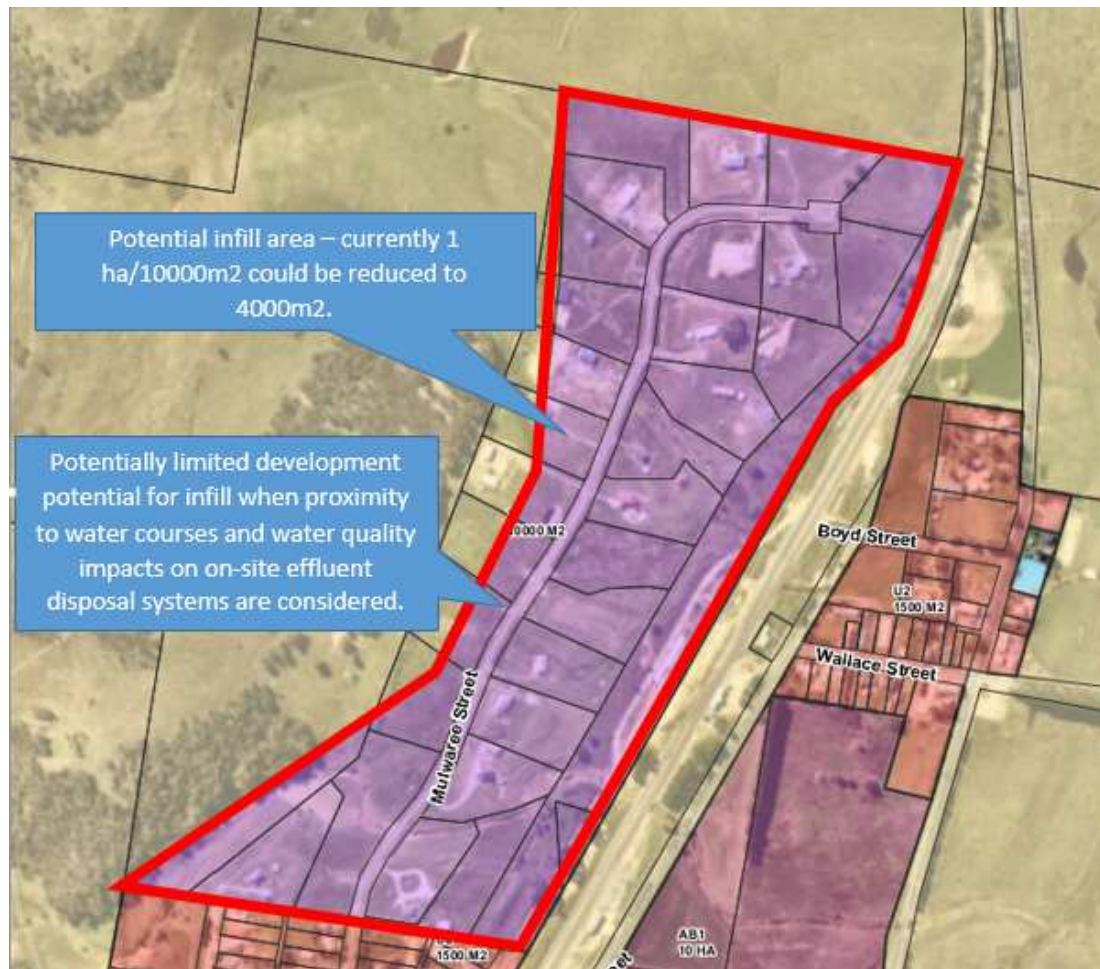 Potential infill area – currently 1
ha/10000m2 could be reduced to
4000m2.
Potentially limited development
potential for infill when proximity
to water courses and water quality
impacts on on-site effluent
disposal systems are considered.
0000 M2
Boyd Street
U2
1500 M2
Wallace Street
Mulwaree Street
AB1
10 HA
1500 M2